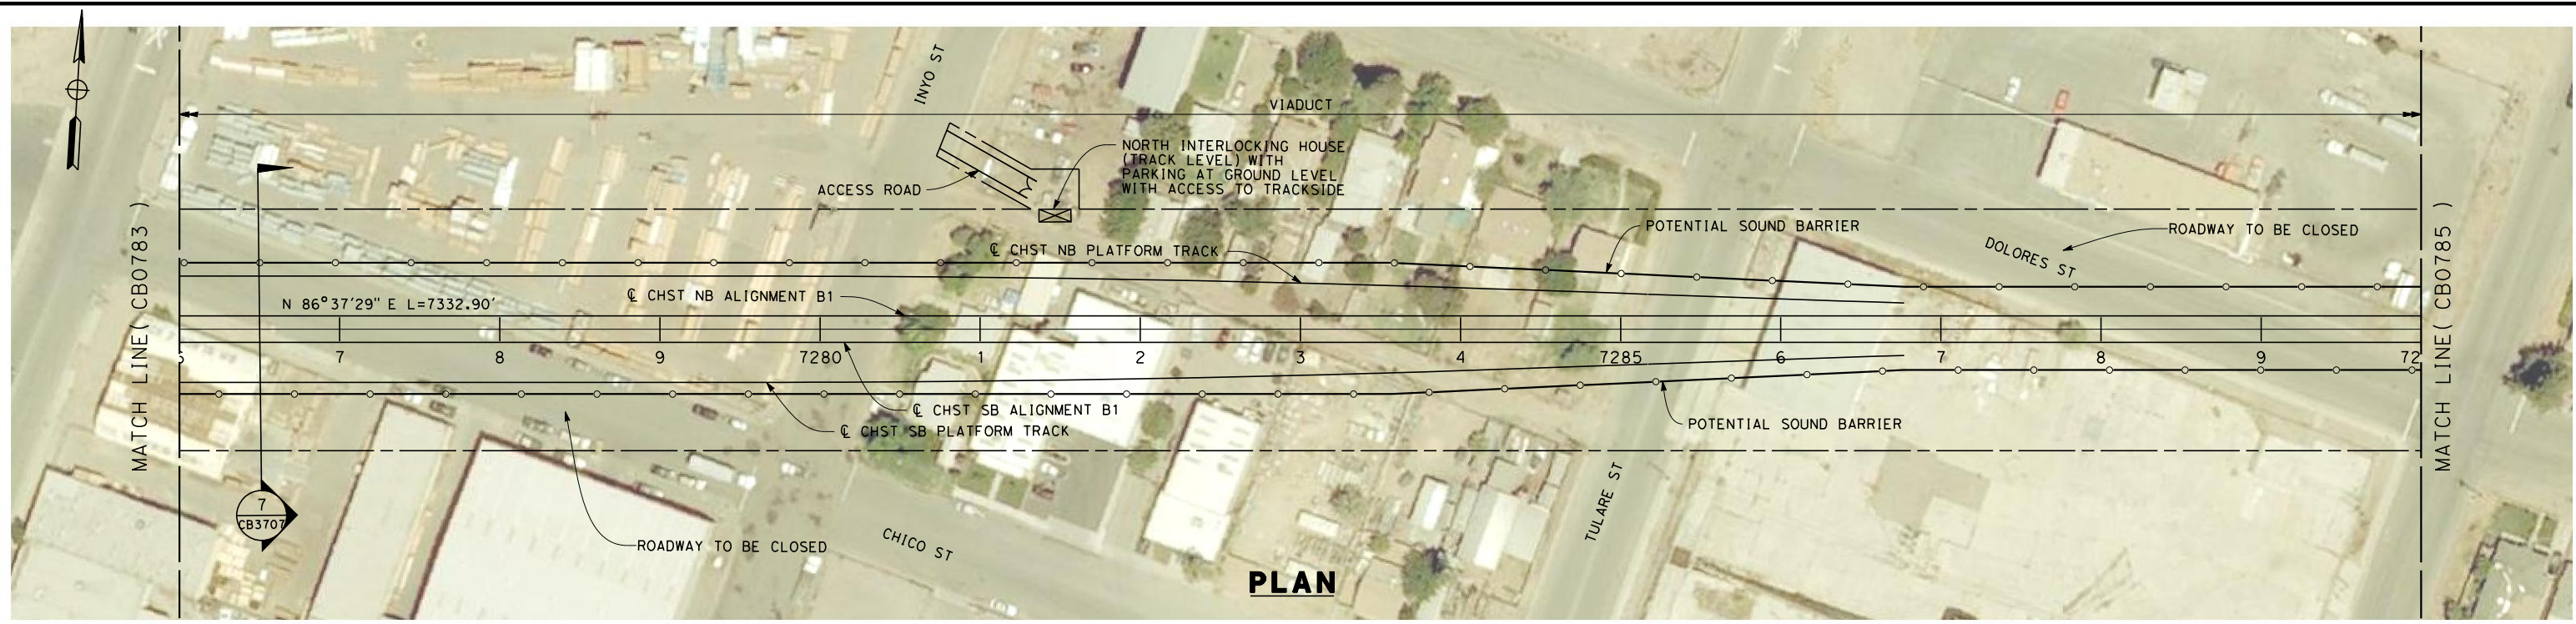 INYO ST
VIADUCT
NORTH INTERLOCKING HOUSE
(TRACK LEVEL) WITH
PARKING AT GROUND LEVEL
WITH ACCESS TO TRACKSIDE
ACCESS ROAD
MATCH LINE( CB0783 )
MATCH LINE( CB0785 )
POTENTIAL SOUND BARRIER
ROADWAY TO BE CLOSED
DOLORES ST
℄ CHST NB PLATFORM TRACK
℄ CHST NB ALIGNMENT B1
N 86°37'29" E L=7332.90'
7 8 9 7280 1 2 3 4 7285 6 7 8 9 72
℄ CHST SB ALIGNMENT B1
℄ CHST SB PLATFORM TRACK
POTENTIAL SOUND BARRIER
TULARE ST
7
CB3707
ROADWAY TO BE CLOSED
CHICO ST
PLAN